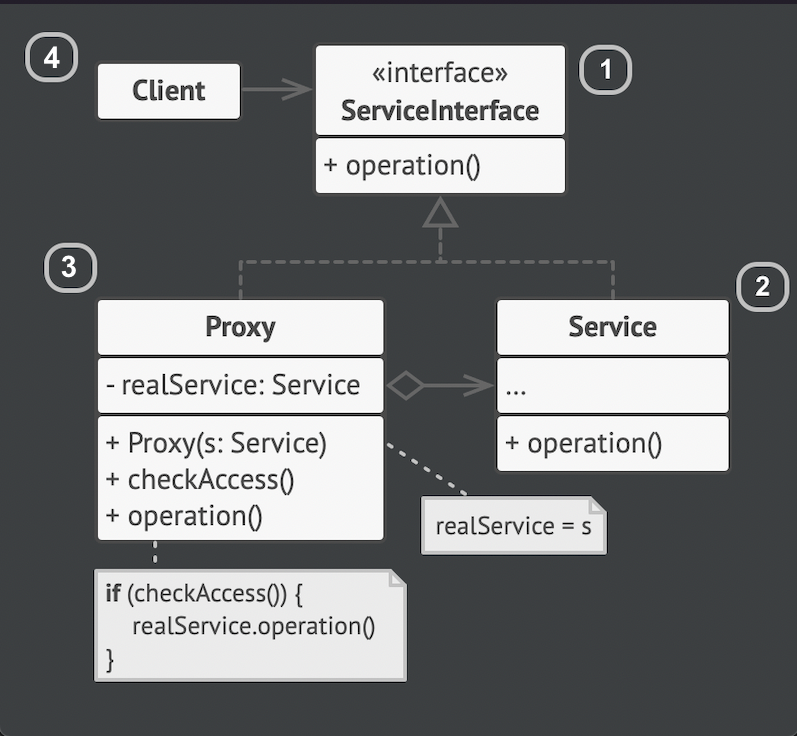 4
Client
«interface»
ServiceInterface
+ operation()
1
3
Proxy
- realService: Service
+ Proxy(s: Service)
+ checkAccess()
+ operation()
2
Service
...
+ operation()
realService = s
if (checkAccess()) {
realService.operation()
}